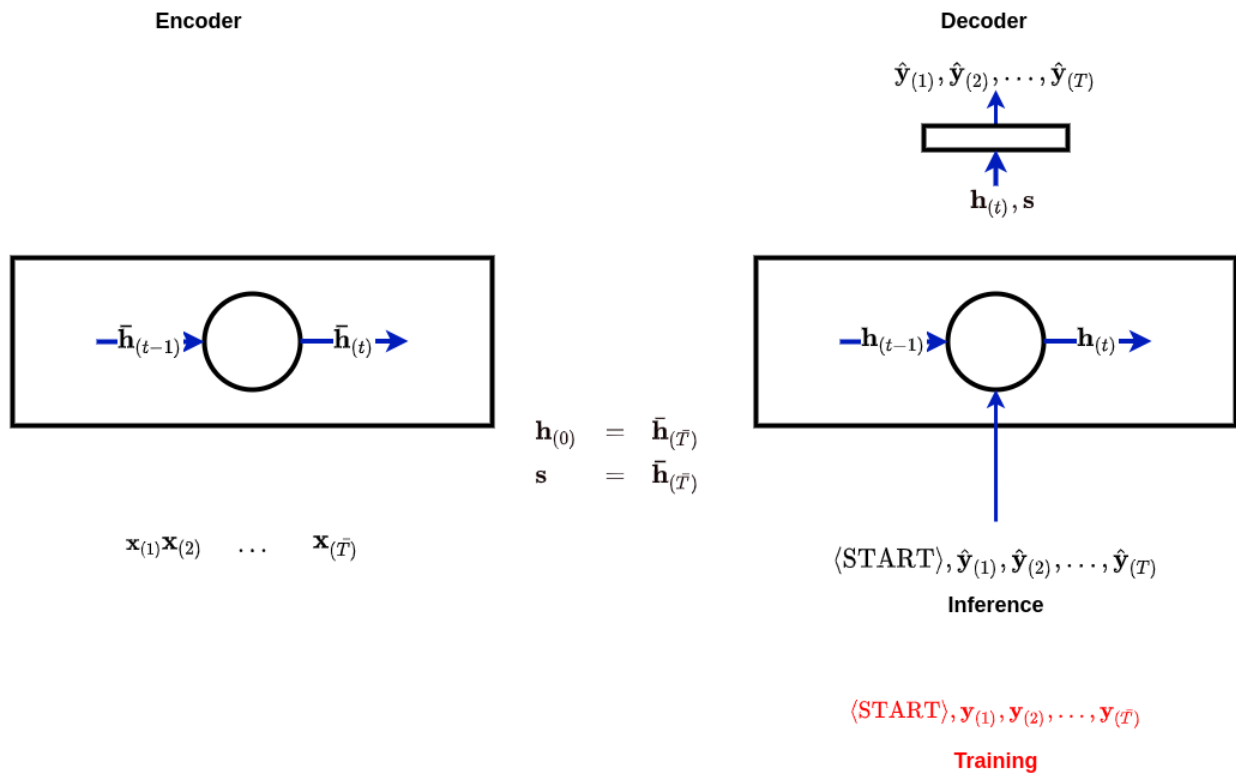 Encoder
Decoder
ŷ₍₁₎, ŷ₍₂₎, …, ŷ₍T₎
h₍t₎, s
h̄₍t−1₎ h̄₍t₎
h₍t−1₎ h₍t₎
h₍₀₎ = h̄₍T̄₎
s = h̄₍T̄₎
x₍₁₎x₍₂₎ … x₍T̄₎
⟨START⟩, ŷ₍₁₎, ŷ₍₂₎, …, ŷ₍T₎
Inference
⟨START⟩, y₍₁₎, y₍₂₎, …, y₍T̄₎
Training